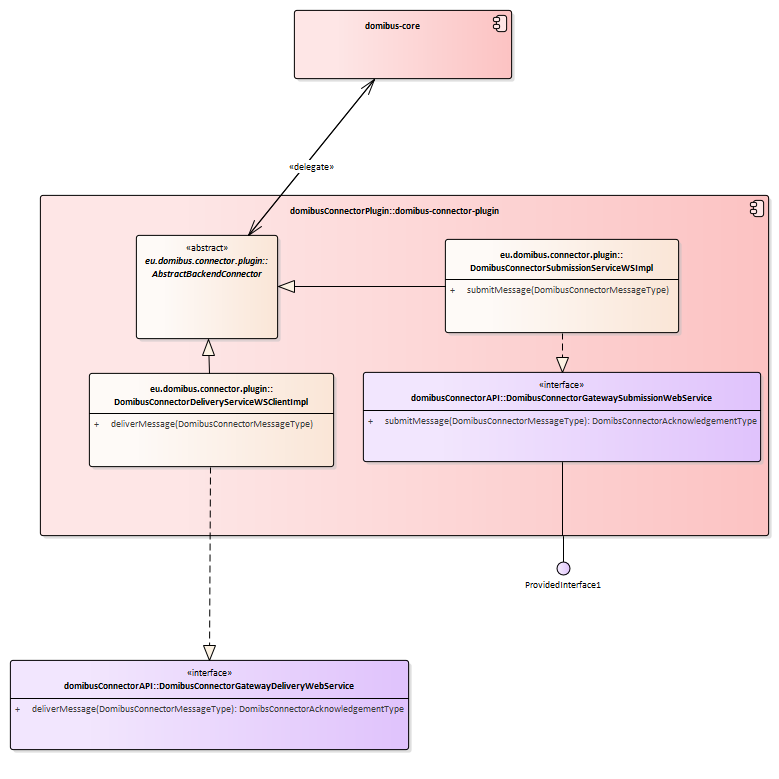 domibus-core
«delegate»
domibusConnectorPlugin::domibus-connector-plugin
«abstract»
eu.domibus.connector.plugin::
AbstractBackendConnector
eu.domibus.connector.plugin::
DomibusConnectorSubmissionServiceWSImpl
+ submitMessage(DomibusConnectorMessageType)
eu.domibus.connector.plugin::
DomibusConnectorDeliveryServiceWSClientImpl
+ deliverMessage(DomibusConnectorMessageType)
«interface»
domibusConnectorAPI::DomibusConnectorGatewaySubmissionWebService
+ submitMessage(DomibusConnectorMessageType): DomibsConnectorAcknowledgementType
ProvidedInterface1
«interface»
domibusConnectorAPI::DomibusConnectorGatewayDeliveryWebService
+ deliverMessage(DomibusConnectorMessageType): DomibsConnectorAcknowledgementType